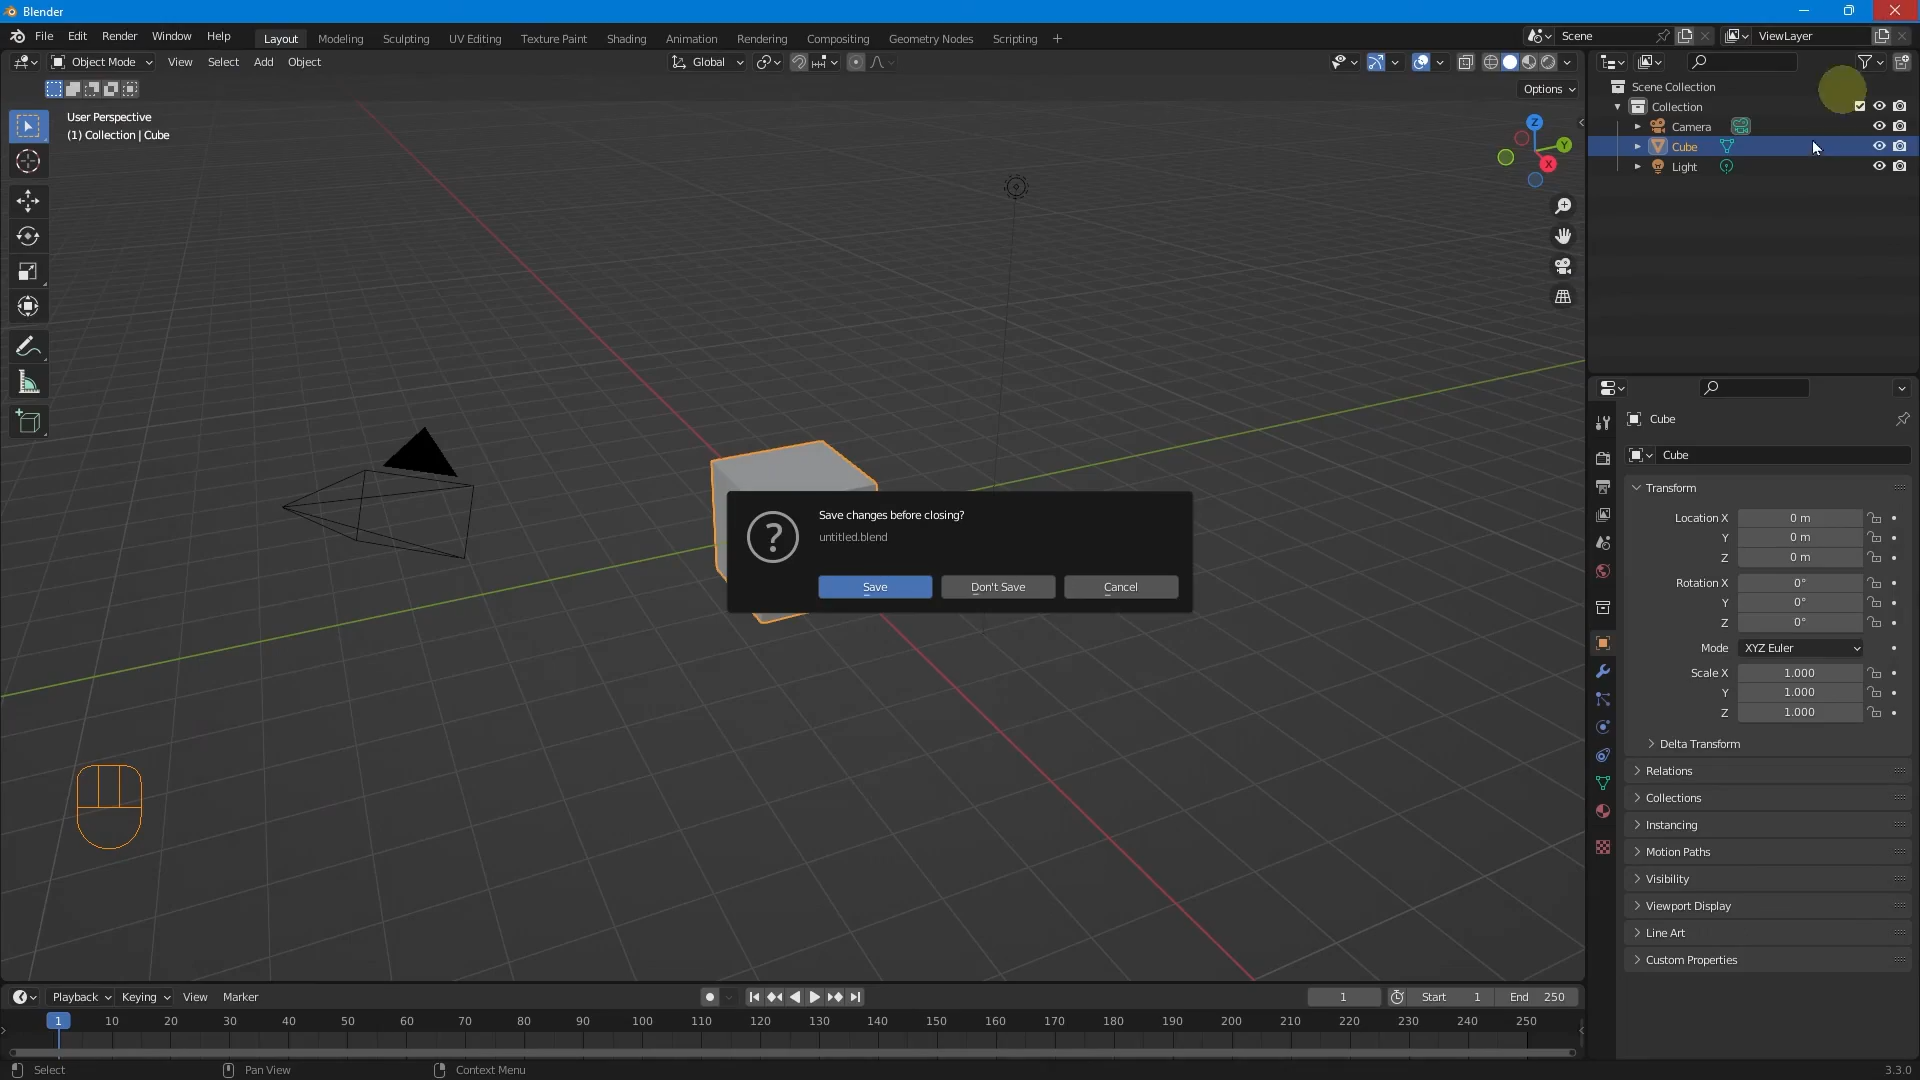 Blender
File Edit Render Window Help Layout Modeling Sculpting UV Editing Texture Paint Shading Animation Rendering Compositing Geometry Nodes Scripting + Scene ViewLayer
Object Mode View Select Add Object Global
Options
User Perspective
(1) Collection | Cube
Z
Y
X
Scene Collection
Collection
Camera
Cube
Light
Save changes before closing?
untitled.blend
Save Don't Save Cancel
Cube
Cube
Transform
Location X 0 m
Y 0 m
Z 0 m
Rotation X 0°
Y 0°
Z 0°
Mode XYZ Euler
Scale X 1.000
Y 1.000
Z 1.000
Delta Transform
Relations
Collections
Instancing
Motion Paths
Visibility
Viewport Display
Line Art
Custom Properties
Playback Keying View Marker 1 Start 1 End 250
1 10 20 30 40 50 60 70 80 90 100 110 120 130 140 150 160 170 180 190 200 210 220 230 240 250
Select Pan View Context Menu 3.3.0